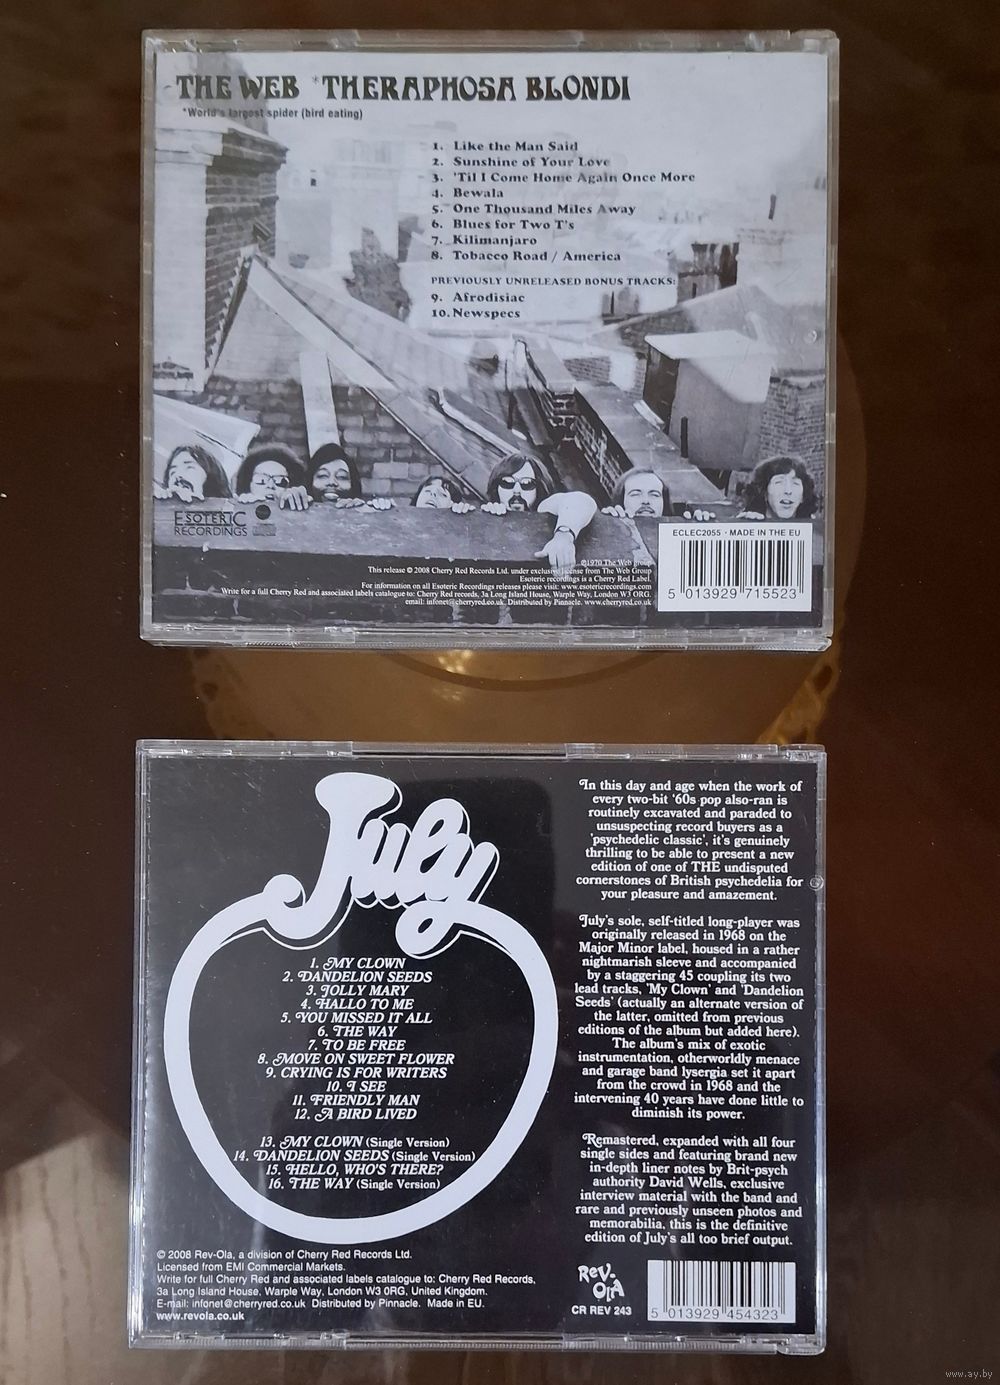 THE WEB *THERAPHOSA BLONDI
*World's largest spider (bird eating)
1. Like the Man Said
2. Sunshine of Your Love
3. 'Til I Come Home Again Once More
4. Bewala
5. One Thousand Miles Away
6. Blues for Two T's
7. Kilimanjaro
8. Tobacco Road / America
PREVIOUSLY UNRELEASED BONUS TRACKS:
9. Afrodisiac
10. Newspecs
ESOTERIC
RECORDINGS
℗1970 The Web group
This release © 2008 Cherry Red Records Ltd. under exclusive license from The Web Group
Esoteric recordings is a Cherry Red Label.
For information on all Esoteric Recordings releases please visit: www.esotericrecordings.com
Write for a full Cherry Red and associated labels catalogue to: Cherry Red records, 3a Long Island House, Warple Way, London W3 ORG.
email: infonet@cherryred.co.uk Distributed by Pinnacle. www.cherryred.co.uk
ECLEC2055 · MADE IN THE EU
5 013929 715523
July
1. MY CLOWN
2. DANDELION SEEDS
3. JOLLY MARY
4. HALLO TO ME
5. YOU MISSED IT ALL
6. THE WAY
7. TO BE FREE
8. MOVE ON SWEET FLOWER
9. CRYING IS FOR WRITERS
10. I SEE
11. FRIENDLY MAN
12. A BIRD LIVED
13. MY CLOWN (Single Version)
14. DANDELION SEEDS (Single Version)
15. HELLO, WHO'S THERE?
16. THE WAY (Single Version)
© 2008 Rev-Ola, a division of Cherry Red Records Ltd.
Licensed from EMI Commercial Markets.
Write for full Cherry Red and associated labels catalogue to: Cherry Red Records,
3a Long Island House, Warple Way, London W3 0RG, United Kingdom.
E-mail: infonet@cherryred.co.uk Distributed by Pinnacle. Made in EU.
www.revola.co.uk
In this day and age when the work of
every two-bit '60s pop also-ran is
routinely excavated and paraded to
unsuspecting record buyers as a
'psychedelic classic', it's genuinely
thrilling to be able to present a new
edition of one of THE undisputed
cornerstones of British psychedelia for
your pleasure and amazement.
July's sole, self-titled long-player was
originally released in 1968 on the
Major Minor label, housed in a rather
nightmarish sleeve and accompanied
by a staggering 45 coupling its two
lead tracks, 'My Clown' and 'Dandelion
Seeds' (actually an alternate version of
the latter, omitted from previous
editions of the album but added here).
The album's mix of exotic
instrumentation, otherworldly menace
and garage band lysergia set it apart
from the crowd in 1968 and the
intervening 40 years have done little to
diminish its power.
Remastered, expanded with all four
single sides and featuring brand new
in-depth liner notes by Brit-psych
authority David Wells, exclusive
interview material with the band and
rare and previously unseen photos and
memorabilia, this is the definitive
edition of July's all too brief output.
REV-
OLA
CR REV 243
5 013929 454323
www.ay.by